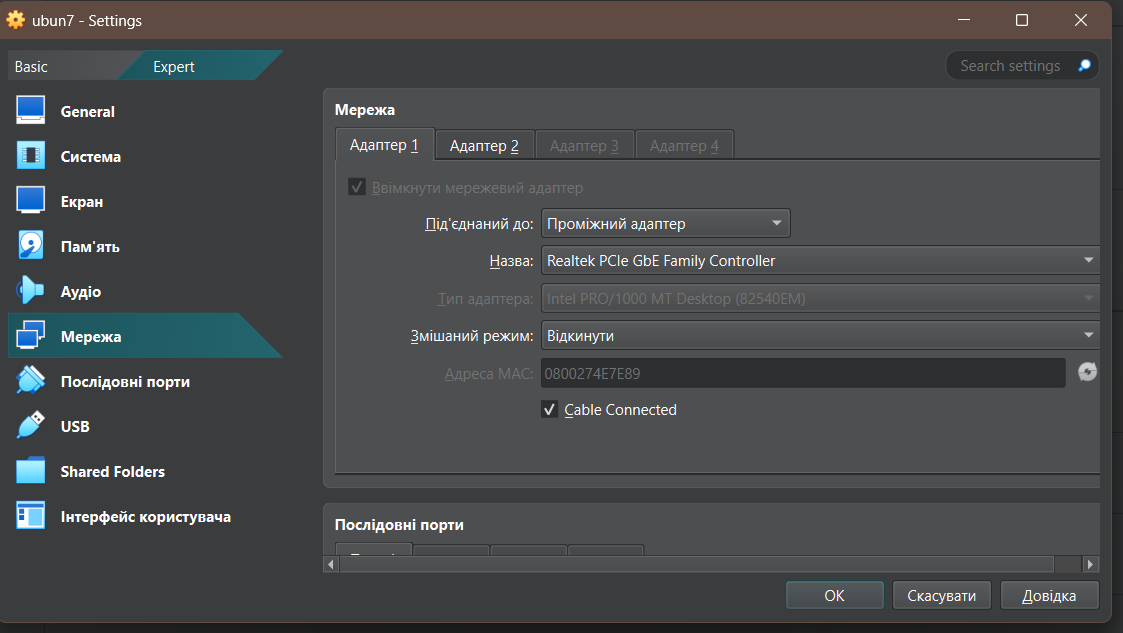 ubun7 - Settings
Basic
Expert
Search settings
General
Система
Екран
Пам'ять
Аудіо
Мережа
Послідовні порти
USB
Shared Folders
Інтерфейс користувача
Мережа
Адаптер 1
Адаптер 2
Адаптер 3
Адаптер 4
Ввімкнути мережевий адаптер
Під'єднаний до: Проміжний адаптер
Назва: Realtek PCIe GbE Family Controller
Тип адаптера: Intel PRO/1000 MT Desktop (82540EM)
Змішаний режим: Відкинути
Адреса MAC: 0800274E7E89
Cable Connected
Послідовні порти
OK
Скасувати
Довідка